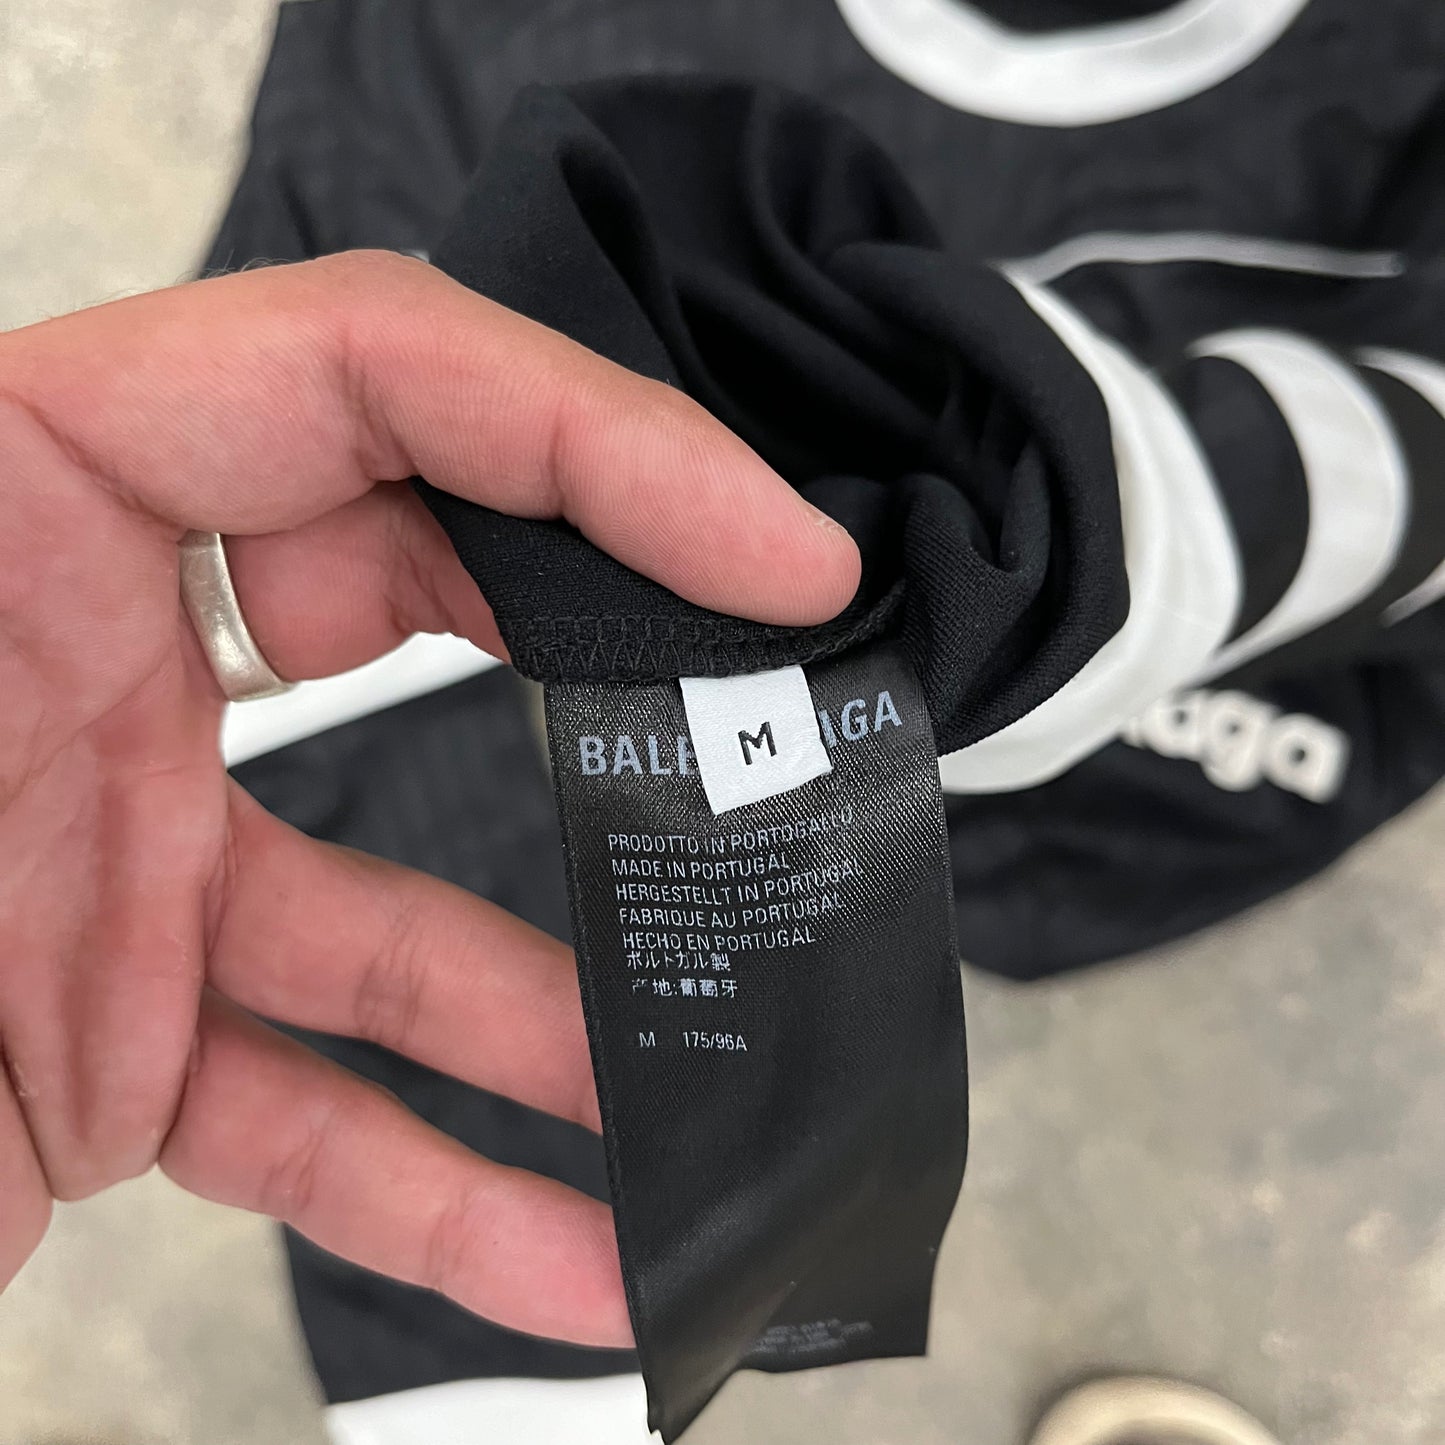 M
PRODOTTO IN PORTOGALLO
MADE IN PORTUGAL
HERGESTELLT IN PORTUGAL
FABRIQUE AU PORTUGAL
HECHO EN PORTUGAL
ポルトガル製
产地:葡萄牙
M 175/96A